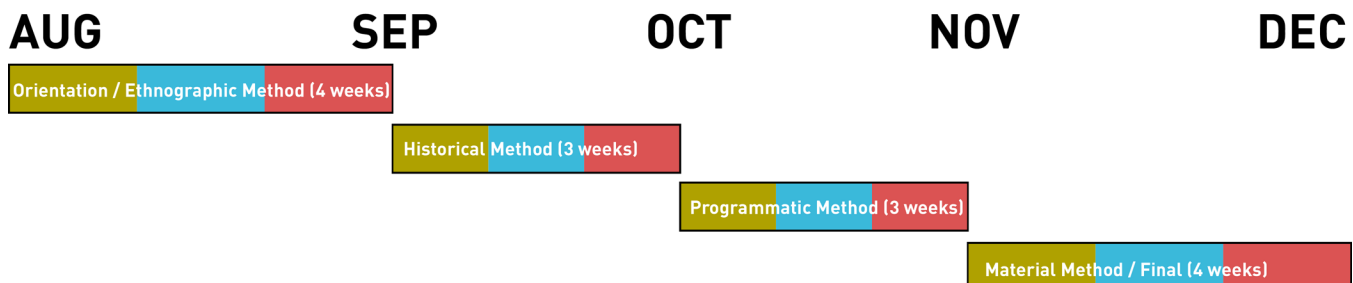 AUG SEP OCT NOV DEC
Orientation / Ethnographic Method (4 weeks)
Historical Method (3 weeks)
Programmatic Method (3 weeks)
Material Method / Final (4 weeks)